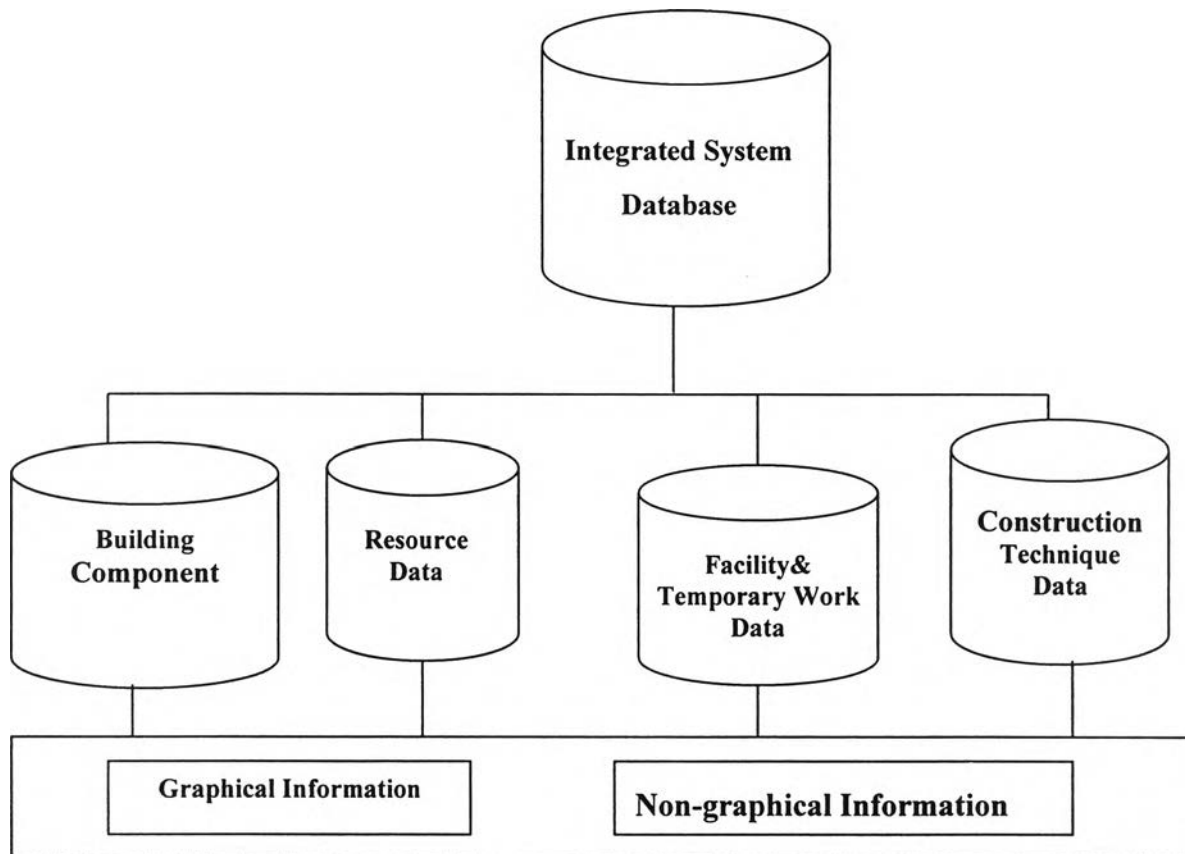 Integrated System
Database
Building
Component
Resource
Data
Facility&
Temporary Work
Data
Construction
Technique
Data
Graphical Information
Non-graphical Information